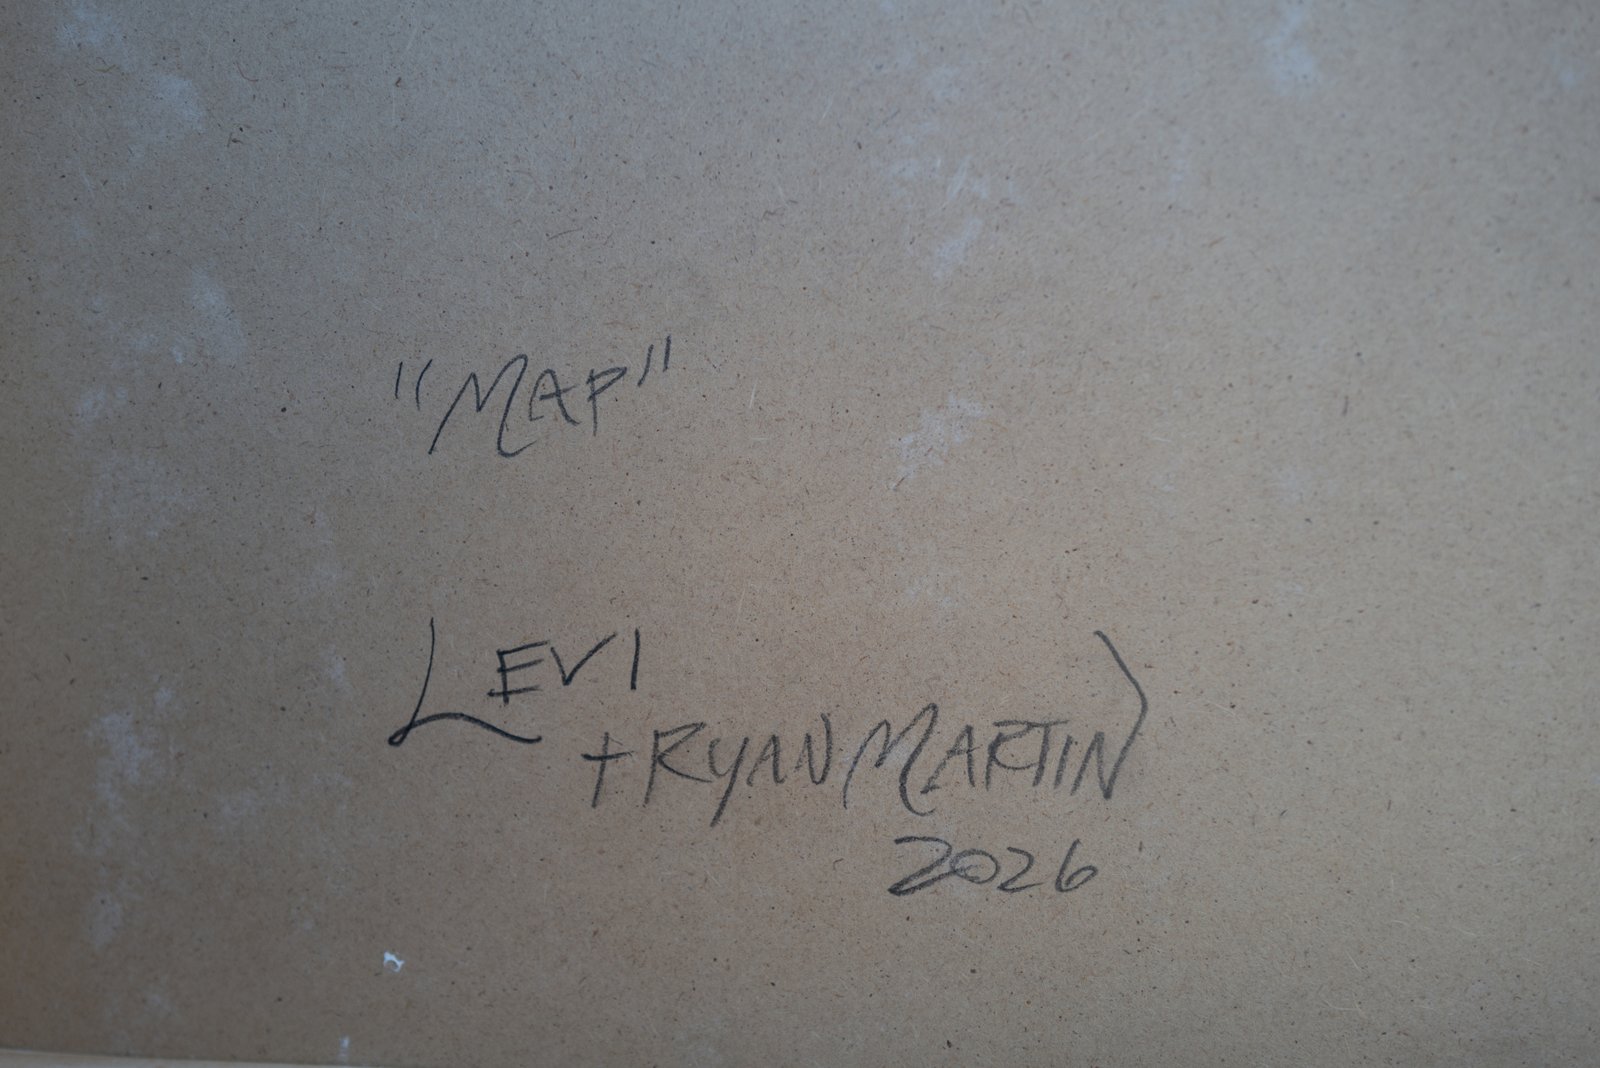 "MAP"
LEVI
+ RYAN MARTIN
2026